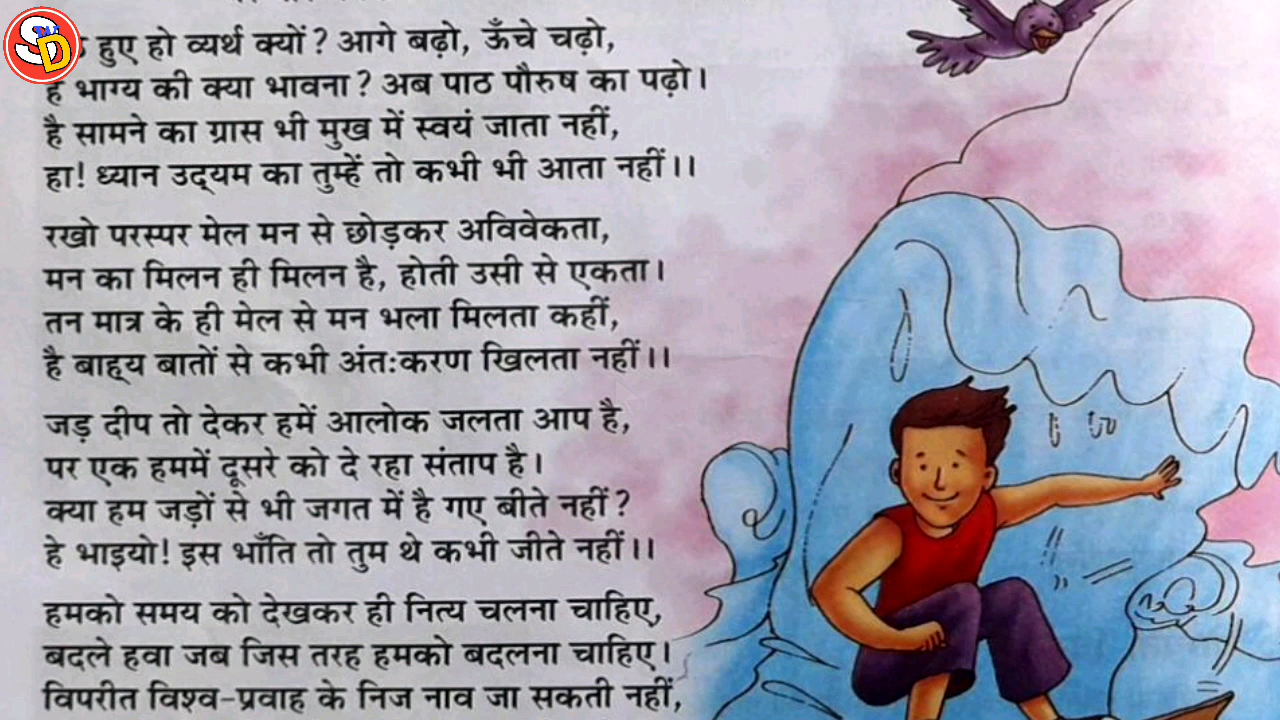 हुए हो व्यर्थ क्यों? आगे बढ़ो, ऊँचे चढ़ो,
है भाग्य की क्या भावना? अब पाठ पौरुष का पढ़ो।
है सामने का ग्रास भी मुख में स्वयं जाता नहीं,
हा! ध्यान उद्यम का तुम्हें तो कभी भी आता नहीं।।
रखो परस्पर मेल मन से छोड़कर अविवेकता,
मन का मिलन ही मिलन है, होती उसी से एकता।
तन मात्र के ही मेल से मन भला मिलता कहीं,
है बाह्य बातों से कभी अंतःकरण खिलता नहीं।।
जड़ दीप तो देकर हमें आलोक जलता आप है,
पर एक हममें दूसरे को दे रहा संताप है।
क्या हम जड़ों से भी जगत में है गए बीते नहीं?
हे भाइयो! इस भाँति तो तुम थे कभी जीते नहीं।।
हमको समय को देखकर ही नित्य चलना चाहिए,
बदले हवा जब जिस तरह हमको बदलना चाहिए।
विपरीत विश्व-प्रवाह के निज नाव जा सकती नहीं,